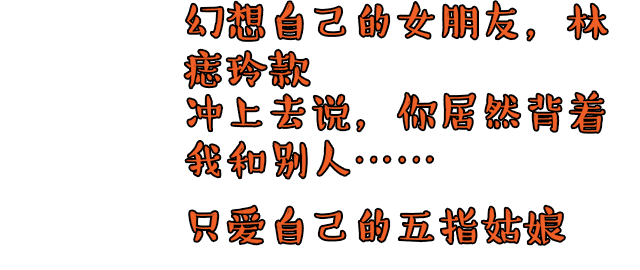 幻想自己的女朋友，林
痣玲款
冲上去说，你居然背着
我和别人……
只爱自己的五指姑娘